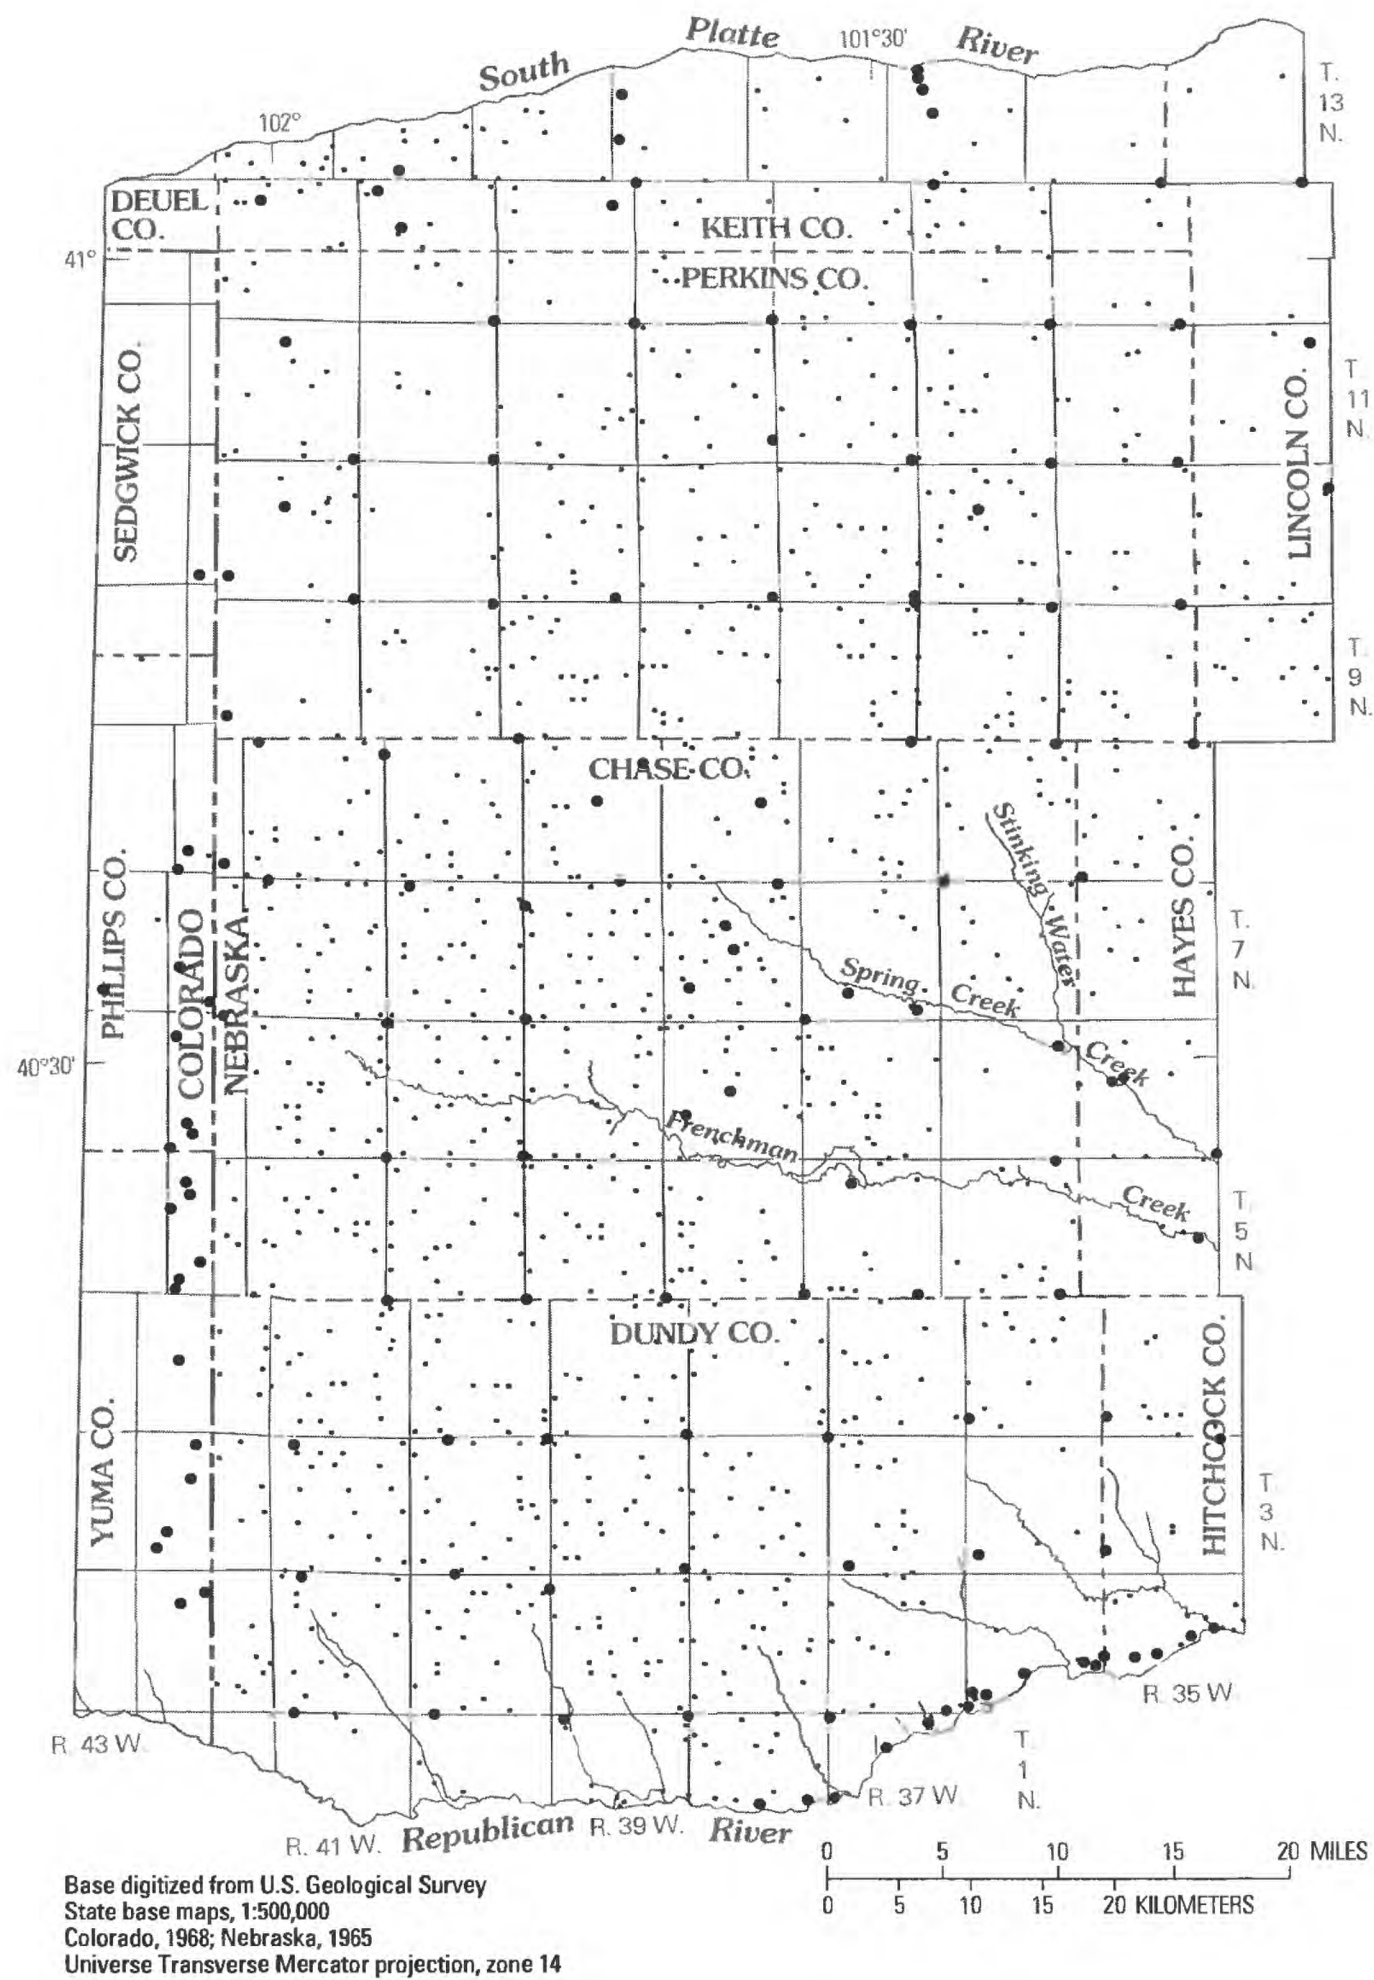 South Platte River
101°30'
102°
T. 13 N.
DEUEL CO.
KEITH CO.
41°
PERKINS CO.
SEDGWICK CO.
LINCOLN CO.
T. 11 N.
T. 9 N.
CHASE CO.
PHILLIPS CO.
COLORADO
NEBRASKA
Stinking Water Creek
HAYES CO.
T. 7 N.
Spring Creek
40°30'
Frenchman Creek
T. 5 N.
DUNDY CO.
YUMA CO.
HITCHCOCK CO.
T. 3 N.
R. 35 W.
R. 43 W.
T. 1 N.
R. 37 W.
R. 41 W.
Republican River
R. 39 W.
0 5 10 15 20 MILES
0 5 10 15 20 KILOMETERS
Base digitized from U.S. Geological Survey
State base maps, 1:500,000
Colorado, 1968; Nebraska, 1965
Universe Transverse Mercator projection, zone 14